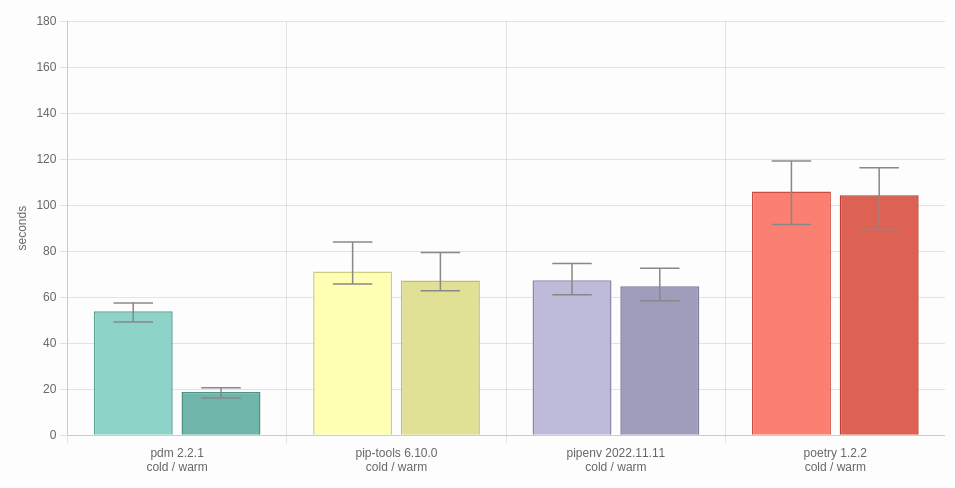 180
160
140
120
100
80
60
40
20
0
seconds
pdm 2.2.1
cold / warm
pip-tools 6.10.0
cold / warm
pipenv 2022.11.11
cold / warm
poetry 1.2.2
cold / warm